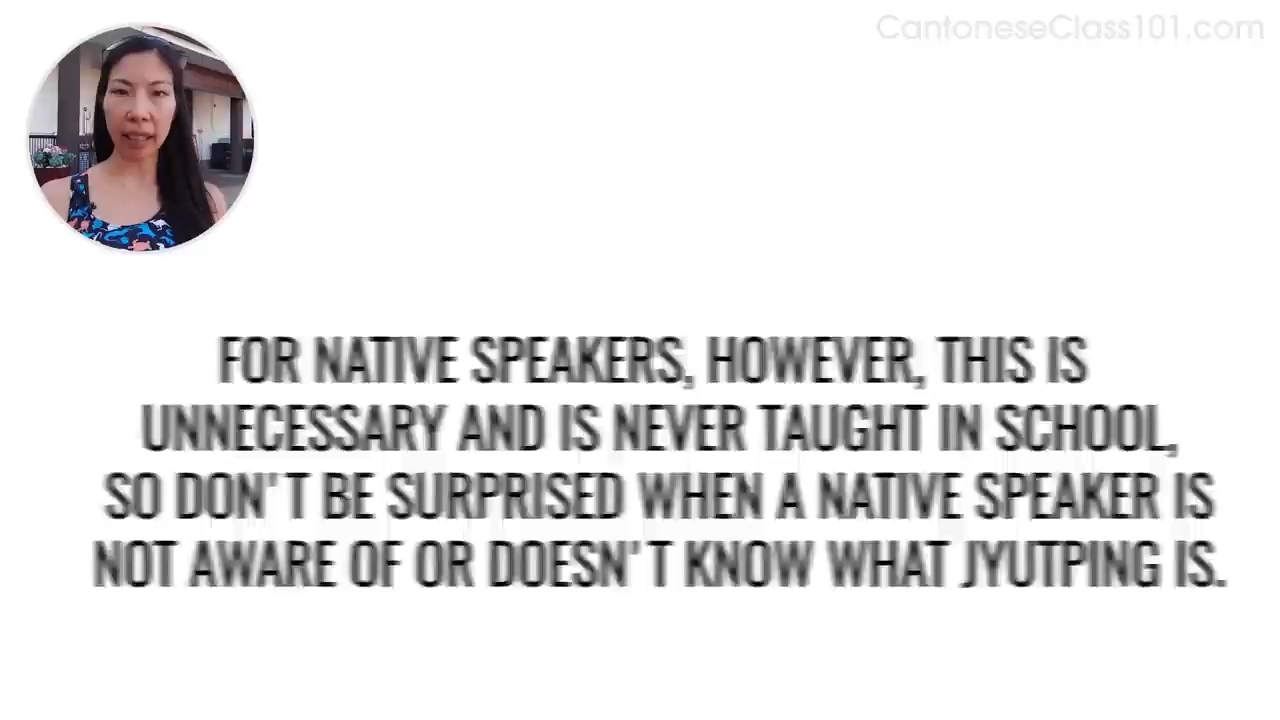 CantoneseClass101.com
FOR NATIVE SPEAKERS, HOWEVER, THIS IS
UNNECESSARY AND IS NEVER TAUGHT IN SCHOOL,
SO DON'T BE SURPRISED WHEN A NATIVE SPEAKER IS
NOT AWARE OF OR DOESN'T KNOW WHAT JYUTPING IS.